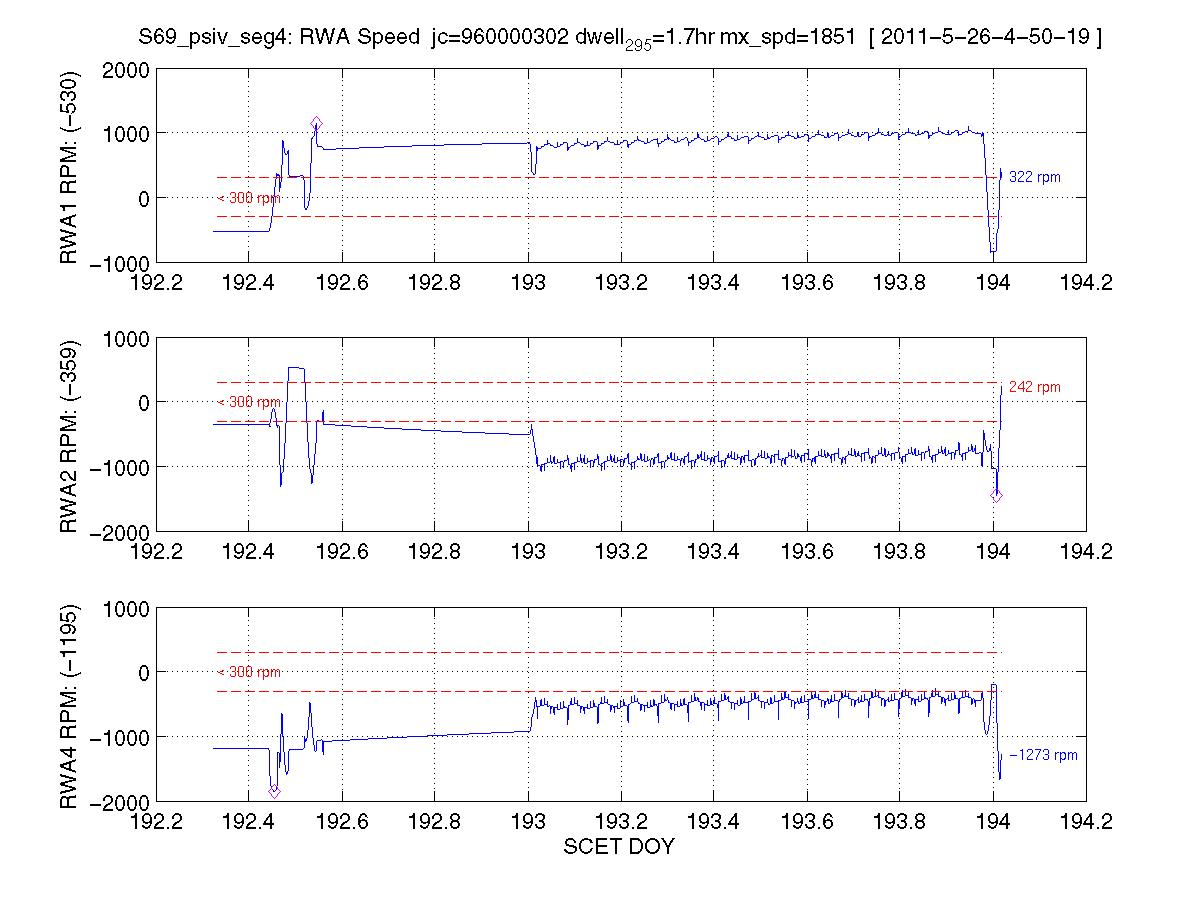 S69_psiv_seg4: RWA Speed jc=960000302 dwell295=1.7hr mx_spd=1851 [ 2011−5−26−4−50−19 ]
RWA1 RPM: (−530)
2000
1000
0
−1000
< 300 rpm
322 rpm
192.2 192.4 192.6 192.8 193 193.2 193.4 193.6 193.8 194 194.2
RWA2 RPM: (−359)
1000
0
−1000
−2000
< 300 rpm
242 rpm
192.2 192.4 192.6 192.8 193 193.2 193.4 193.6 193.8 194 194.2
RWA4 RPM: (−1195)
1000
0
−1000
−2000
< 300 rpm
−1273 rpm
192.2 192.4 192.6 192.8 193 193.2 193.4 193.6 193.8 194 194.2
SCET DOY